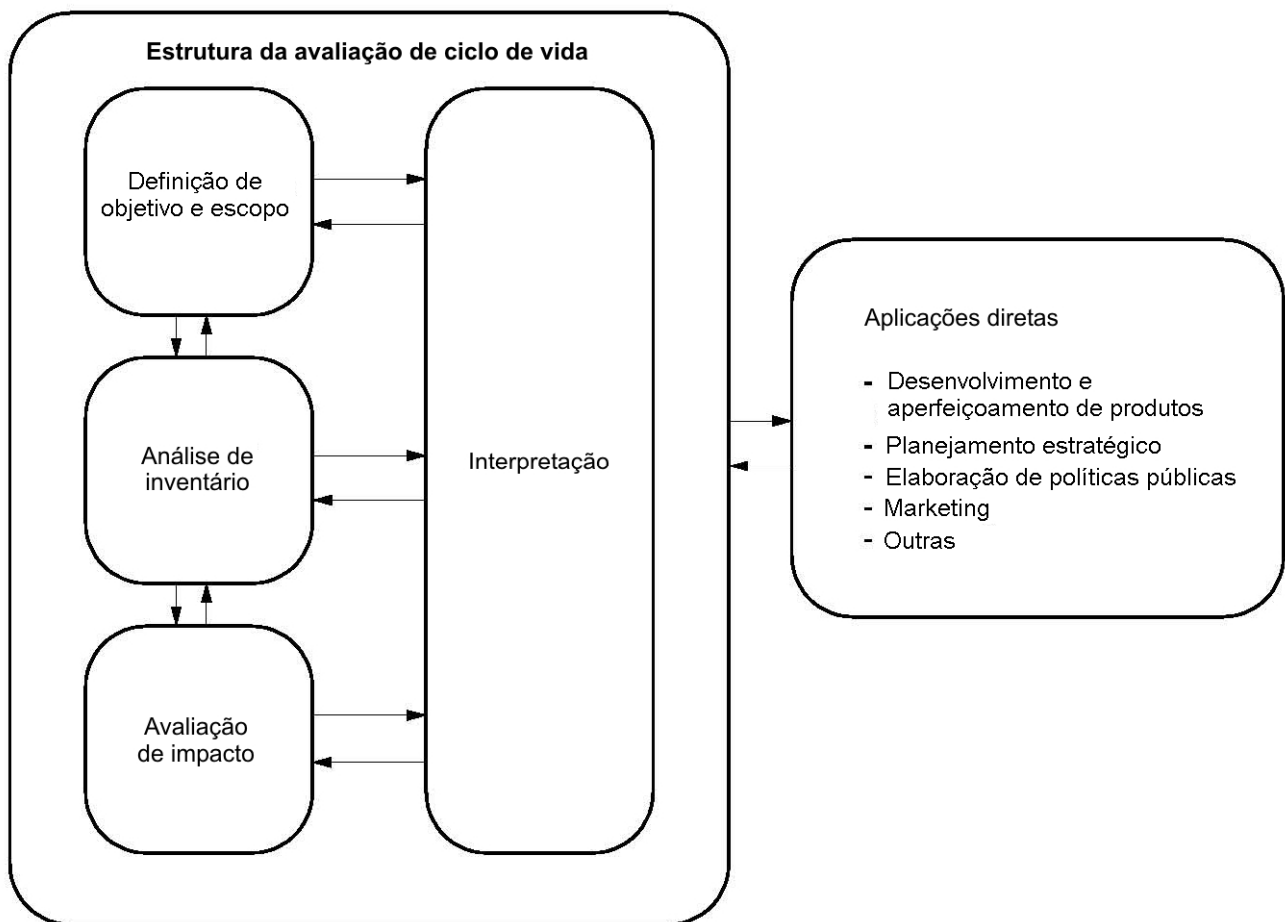 Estrutura da avaliação de ciclo de vida
Definição de
objetivo e escopo
Análise de
inventário
Avaliação
de impacto
Interpretação
Aplicações diretas
- Desenvolvimento e
aperfeiçoamento de produtos
- Planejamento estratégico
- Elaboração de políticas públicas
- Marketing
- Outras